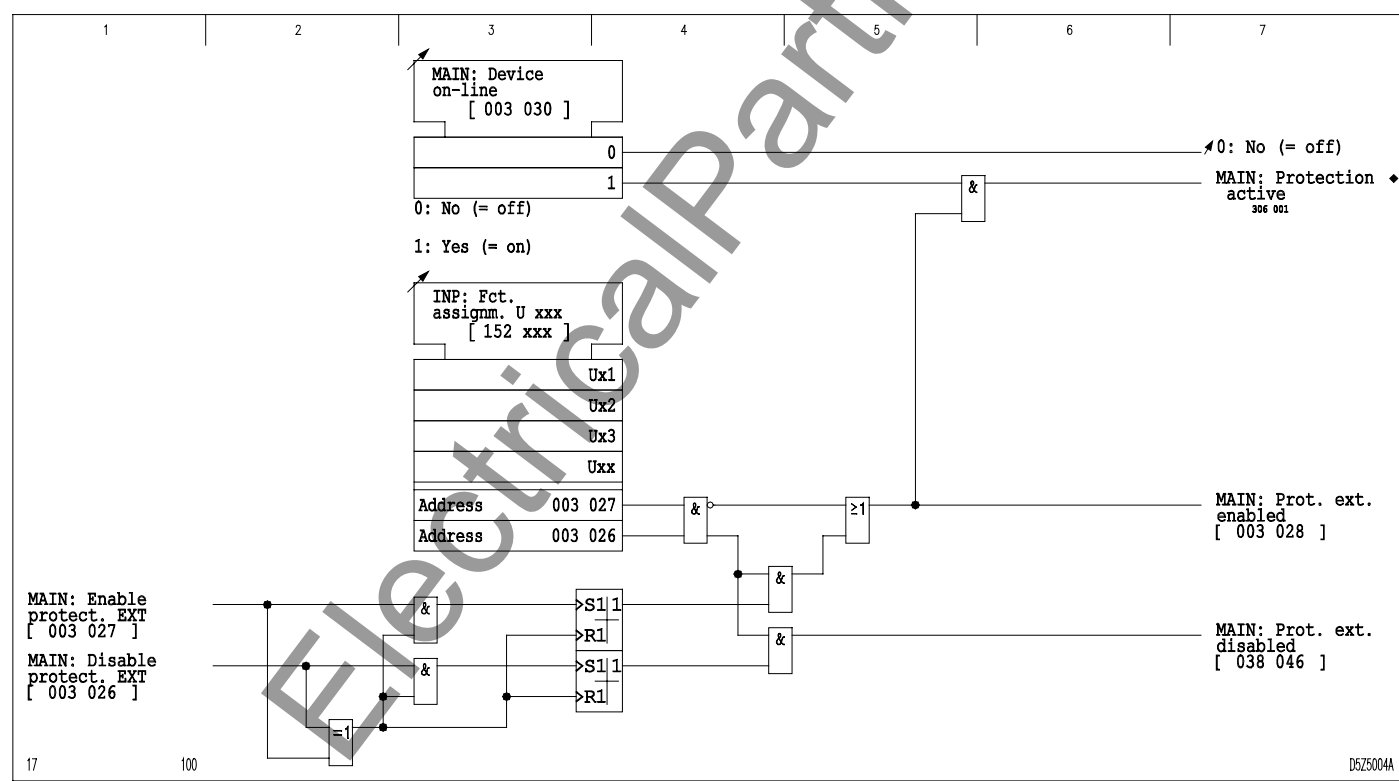 1 2 3 4 5 6 7
MAIN: Device
on-line
[ 003 030 ]
0
1
0: No (= off)
1: Yes (= on)
0: No (= off)
MAIN: Protection ◆
active
306 001
&
INP: Fct.
assignm. U xxx
[ 152 xxx ]
Ux1
Ux2
Ux3
Uxx
Address 003 027
Address 003 026
&
≥1
&
&
MAIN: Prot. ext.
enabled
[ 003 028 ]
MAIN: Prot. ext.
disabled
[ 038 046 ]
MAIN: Enable
protect. EXT
[ 003 027 ]
MAIN: Disable
protect. EXT
[ 003 026 ]
&
&
=1
S1 1
R1
S1 1
R1
17 100
D5Z5004A